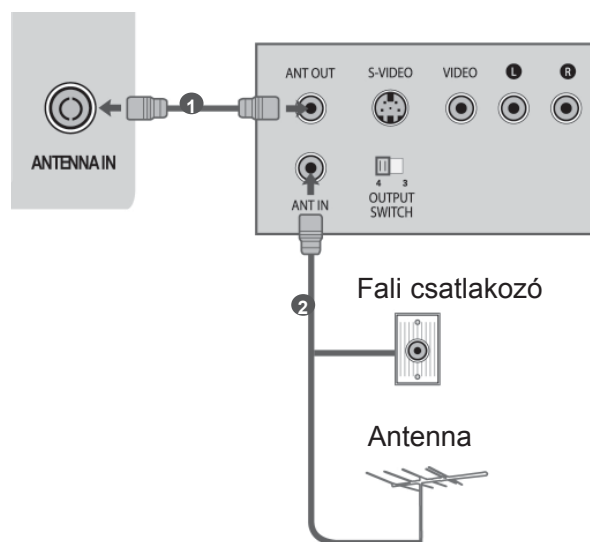 ANT OUT S-VIDEO VIDEO L R
1
ANTENNA IN
ANT IN
4 3
OUTPUT
SWITCH
2
Fali csatlakozó
Antenna